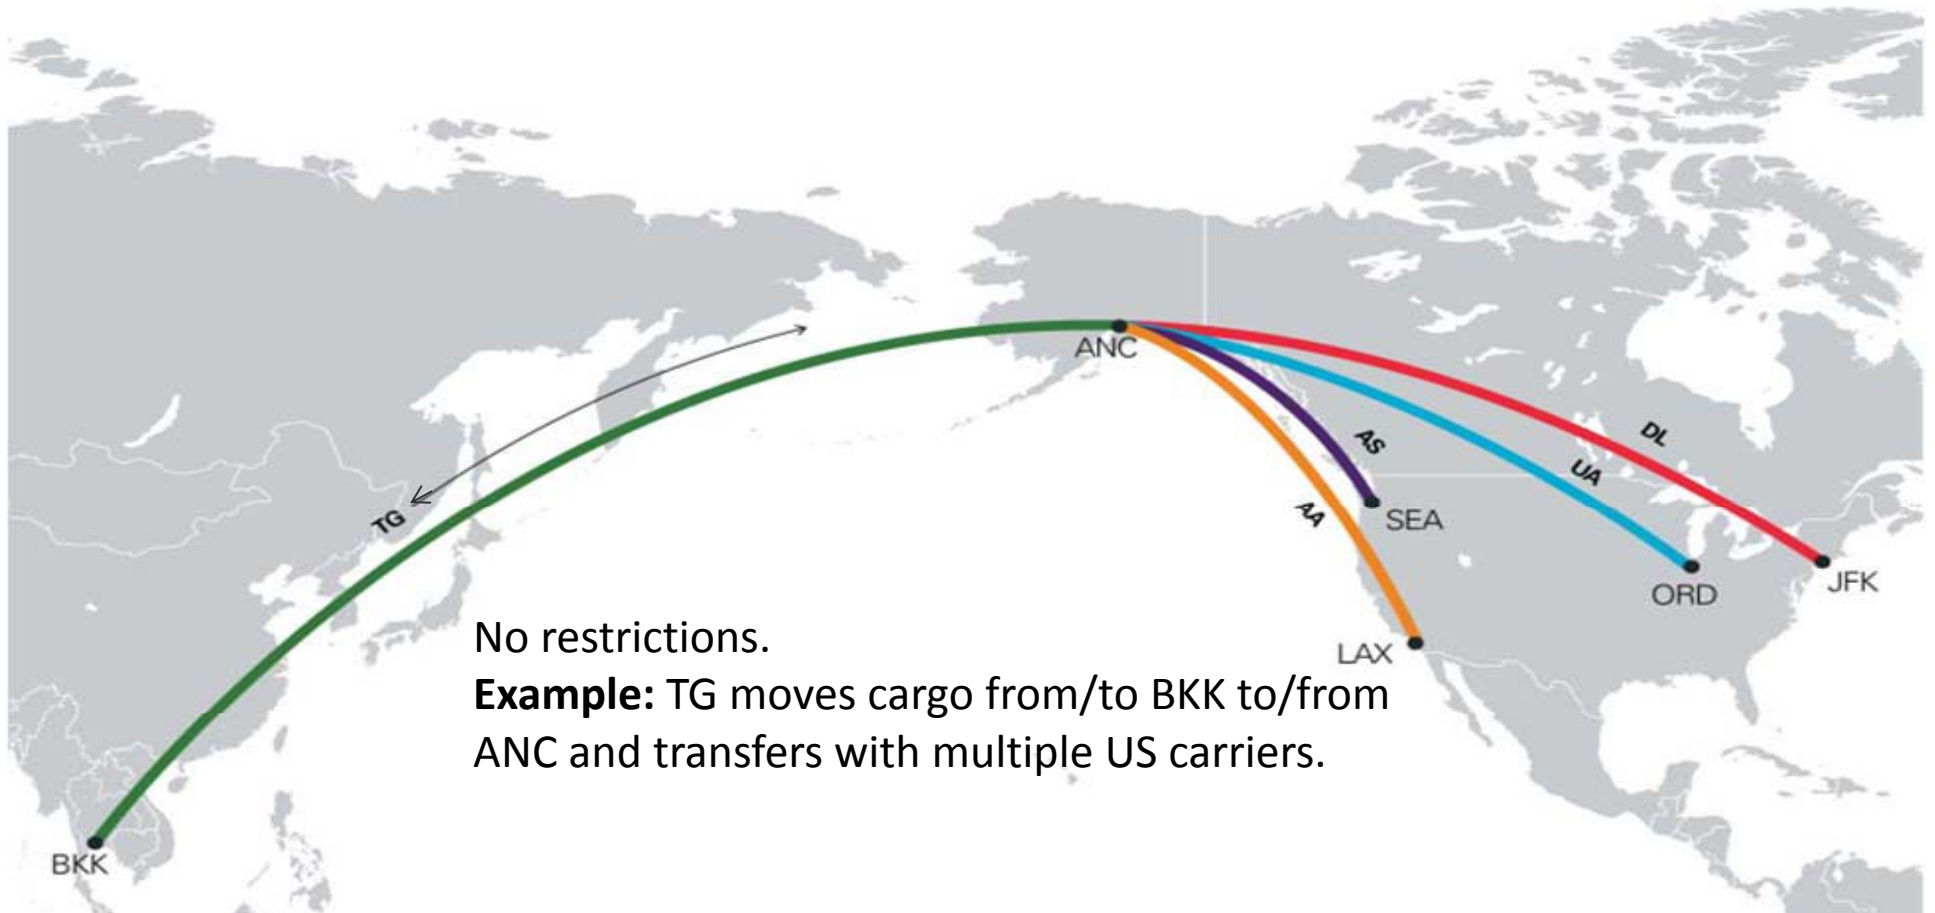 ANC
DL
AS
UA
TG
AA
SEA
ORD
JFK
LAX
No restrictions.
Example: TG moves cargo from/to BKK to/from
ANC and transfers with multiple US carriers.
BKK